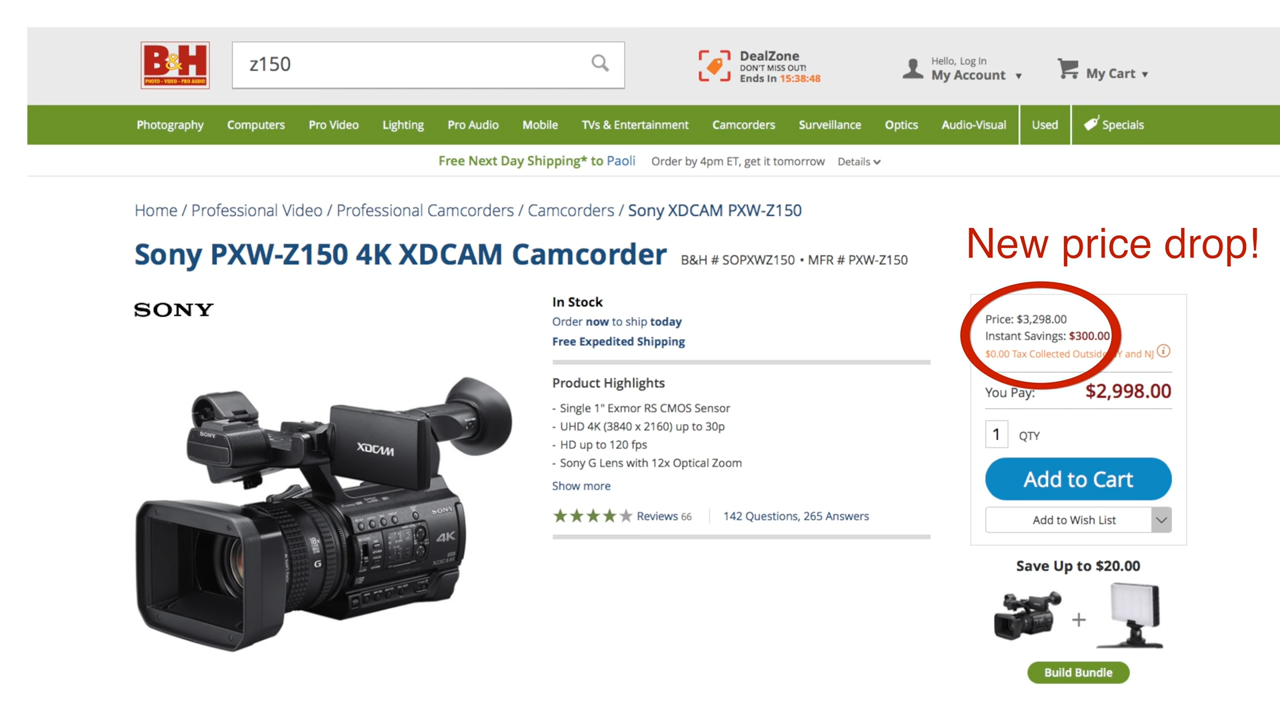 B&H
PHOTO - VIDEO - PRO AUDIO
z150
DealZone
DON'T MISS OUT!
Ends In 15:38:48
Hello, Log In
My Account
My Cart
Photography Computers Pro Video Lighting Pro Audio Mobile TVs & Entertainment Camcorders Surveillance Optics Audio-Visual Used Specials
Free Next Day Shipping* to Paoli Order by 4pm ET, get it tomorrow Details
Home / Professional Video / Professional Camcorders / Camcorders / Sony XDCAM PXW-Z150
New price drop!
Sony PXW-Z150 4K XDCAM Camcorder B&H # SOPXWZ150 • MFR # PXW-Z150
SONY
In Stock
Order now to ship today
Free Expedited Shipping
Product Highlights
- Single 1" Exmor RS CMOS Sensor
- UHD 4K (3840 x 2160) up to 30p
- HD up to 120 fps
- Sony G Lens with 12x Optical Zoom
Show more
Reviews 66 142 Questions, 265 Answers
Price: $3,298.00
Instant Savings: $300.00
$0.00 Tax Collected Outside and NJ
You Pay: $2,998.00
1 QTY
Add to Cart
Add to Wish List
Save Up to $20.00
+
Build Bundle
SONY
XDCAM
SONY
4K
XDCAM
18x
G